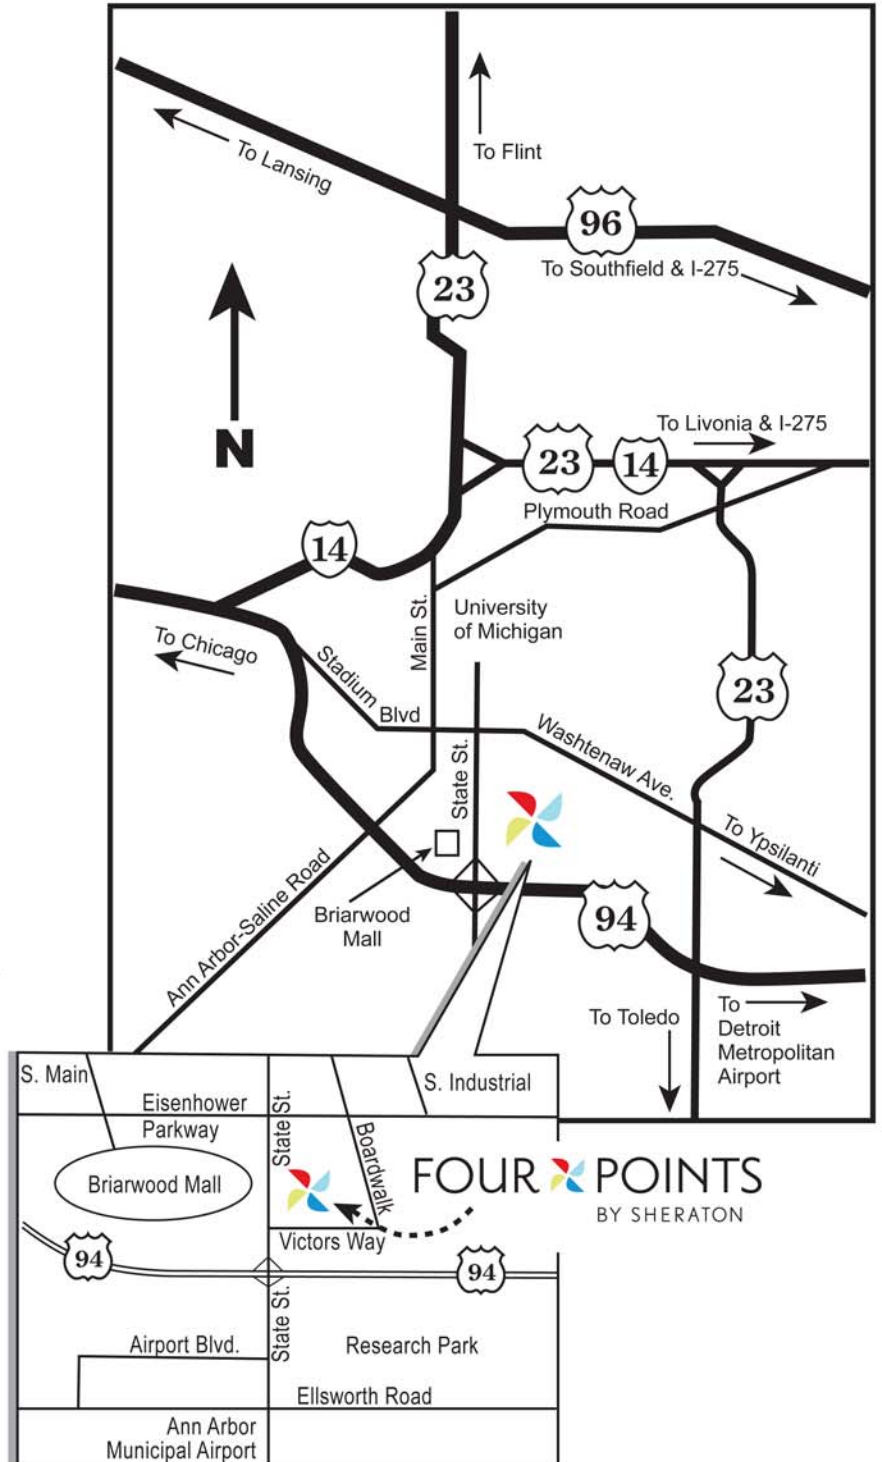 To Flint
To Lansing
96
To Southfield & I-275
23
N
To Livonia & I-275
23
14
Plymouth Road
14
Main St.
University
of Michigan
To Chicago
Stadium
Blvd
23
Washtenaw Ave.
State St.
To Ypsilanti
Ann Arbor-Saline Road
Briarwood
Mall
94
To Toledo
To
Detroit
Metropolitan
Airport
S. Main
S. Industrial
Eisenhower
Parkway
State St.
Boardwalk
Briarwood Mall
FOUR POINTS
BY SHERATON
Victors Way
94
94
State St.
Airport Blvd.
Research Park
Ellsworth Road
Ann Arbor
Municipal Airport